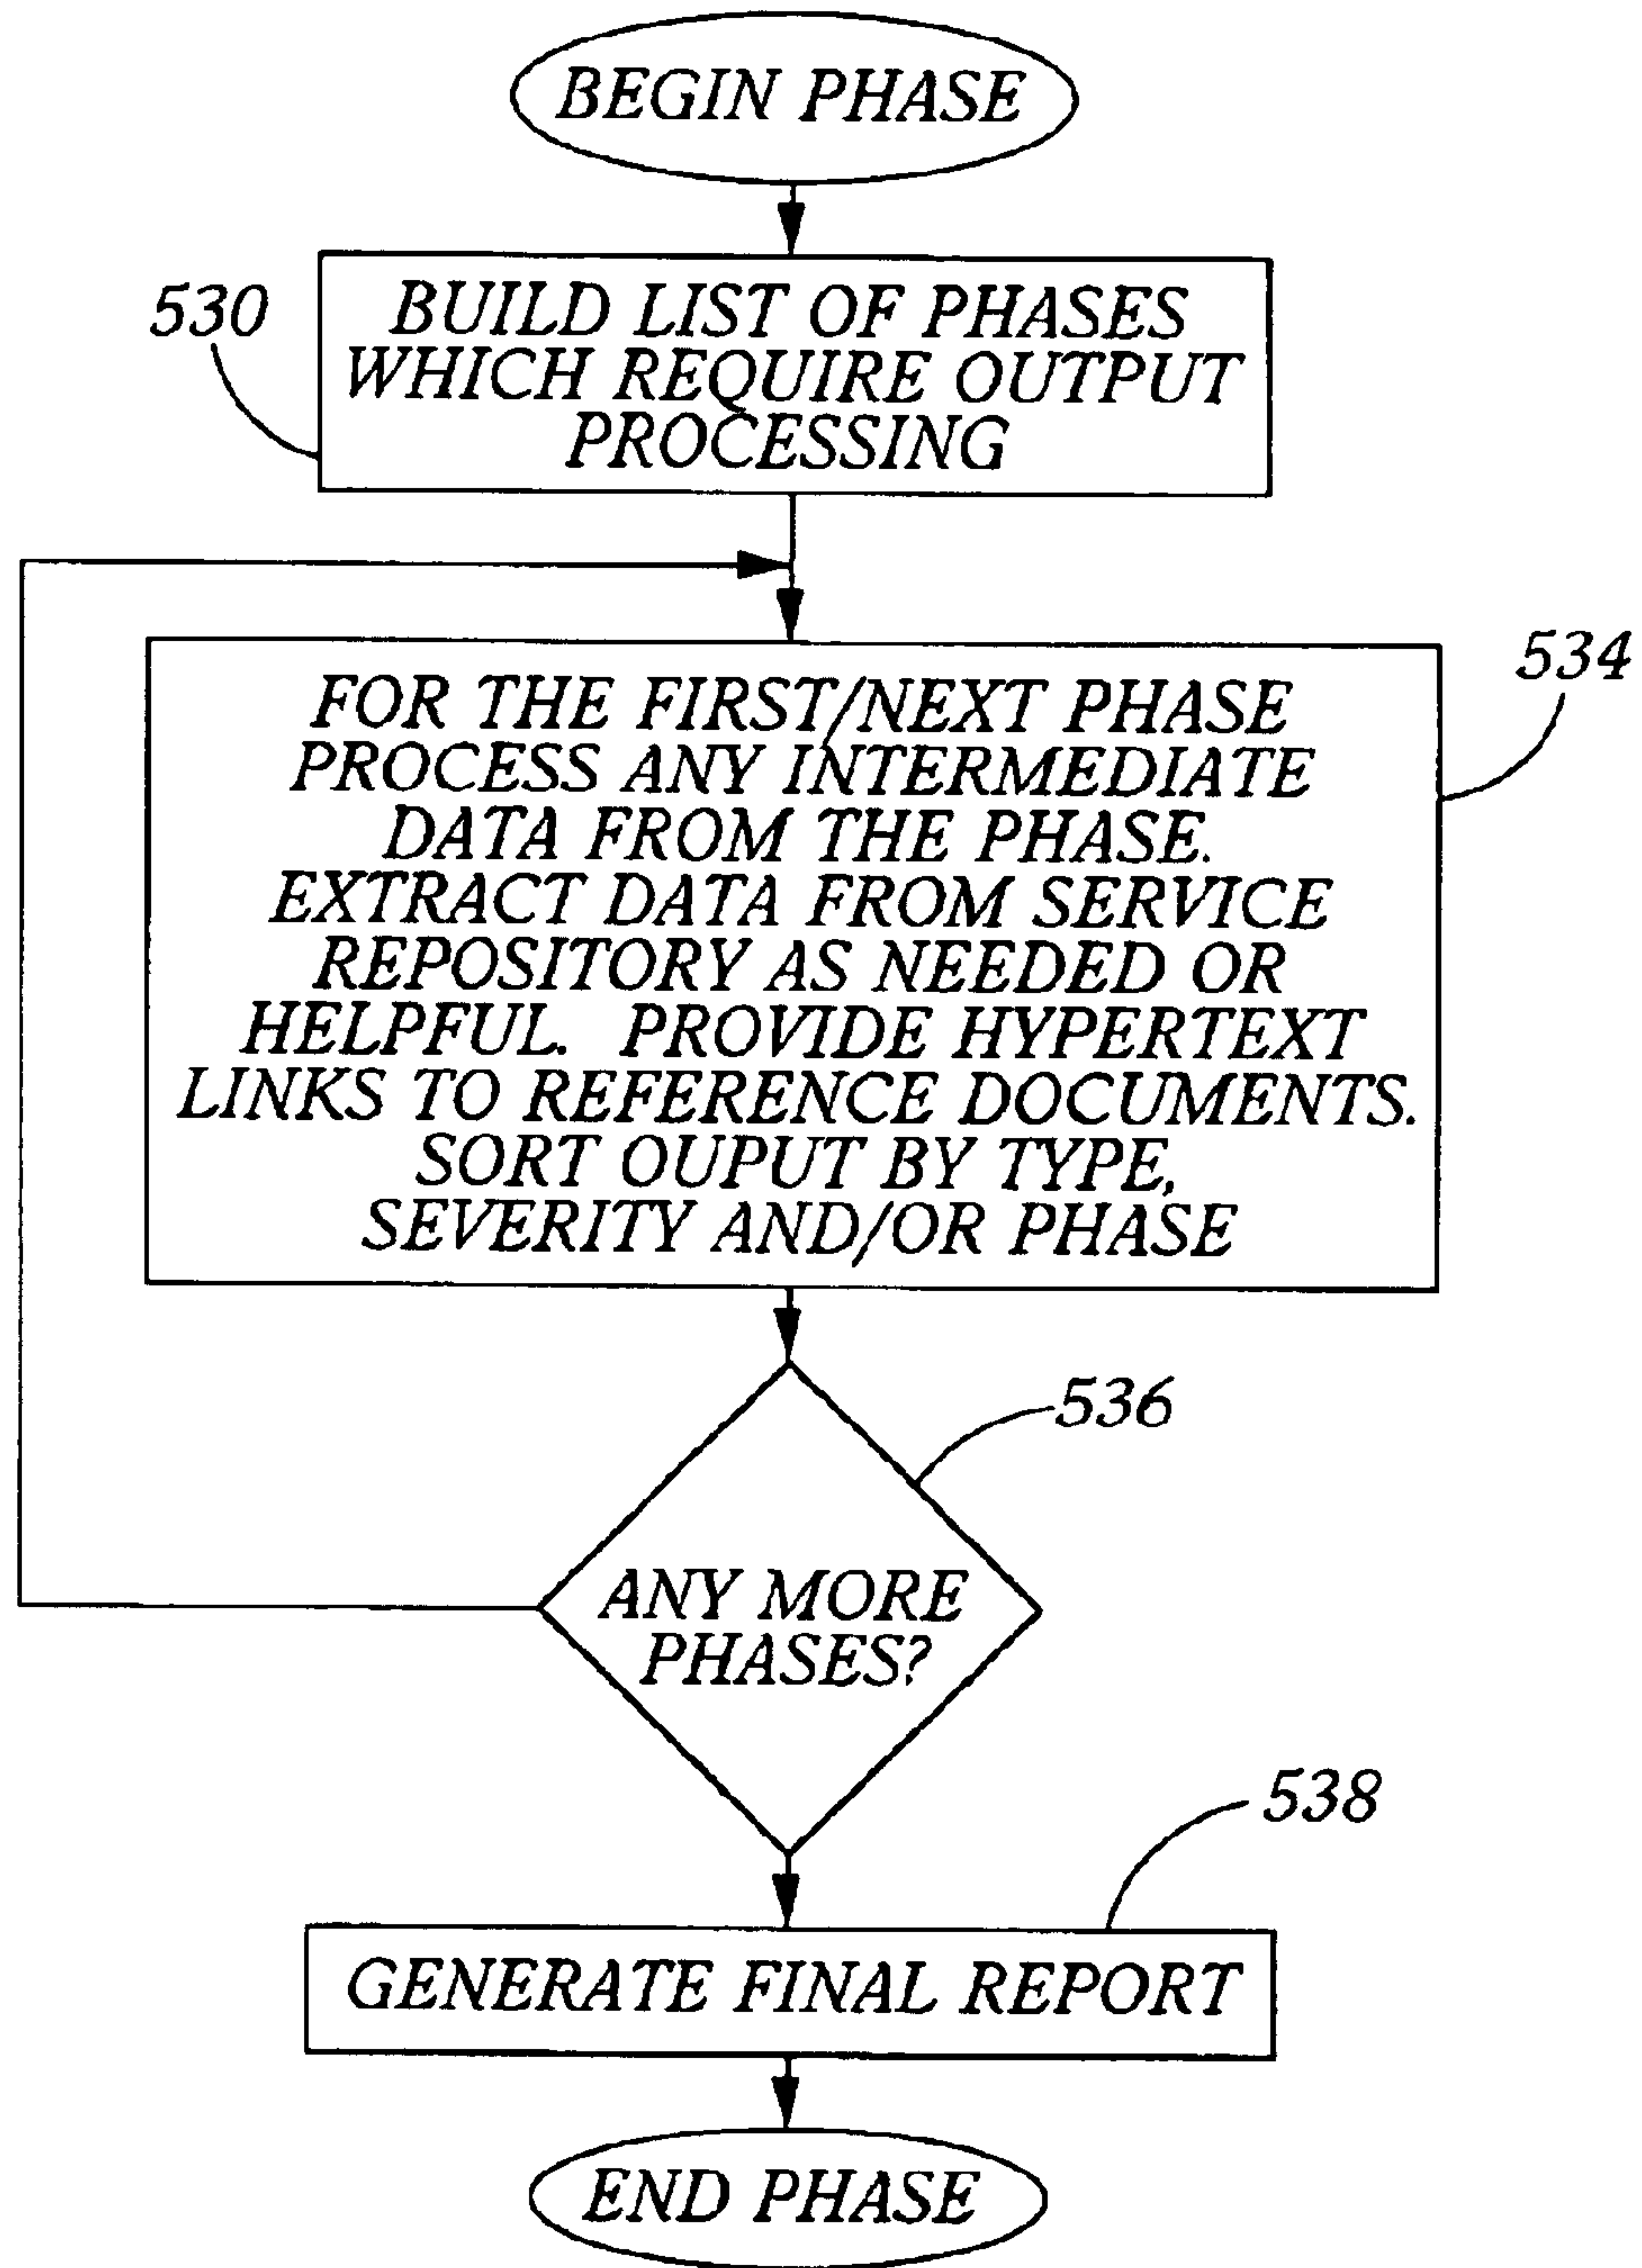 BEGIN PHASE
530
BUILD LIST OF PHASES
WHICH REQUIRE OUTPUT
PROCESSING
534
FOR THE FIRST/NEXT PHASE
PROCESS ANY INTERMEDIATE
DATA FROM THE PHASE.
EXTRACT DATA FROM SERVICE
REPOSITORY AS NEEDED OR
HELPFUL. PROVIDE HYPERTEXT
LINKS TO REFERENCE DOCUMENTS.
SORT OUPUT BY TYPE,
SEVERITY AND/OR PHASE
536
ANY MORE
PHASES?
538
GENERATE FINAL REPORT
END PHASE